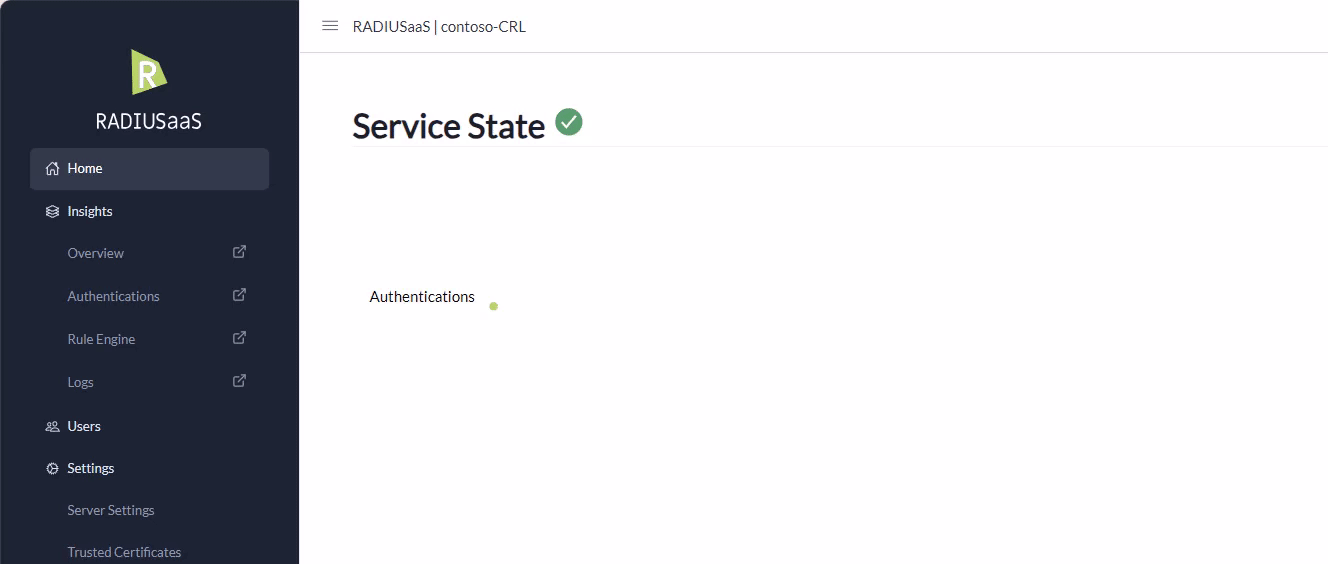 RADIUSaaS | contoso-CRL
R
RADIUSaaS
Home
Insights
Overview
Authentications
Rule Engine
Logs
Users
Settings
Server Settings
Trusted Certificates
Service State
Authentications